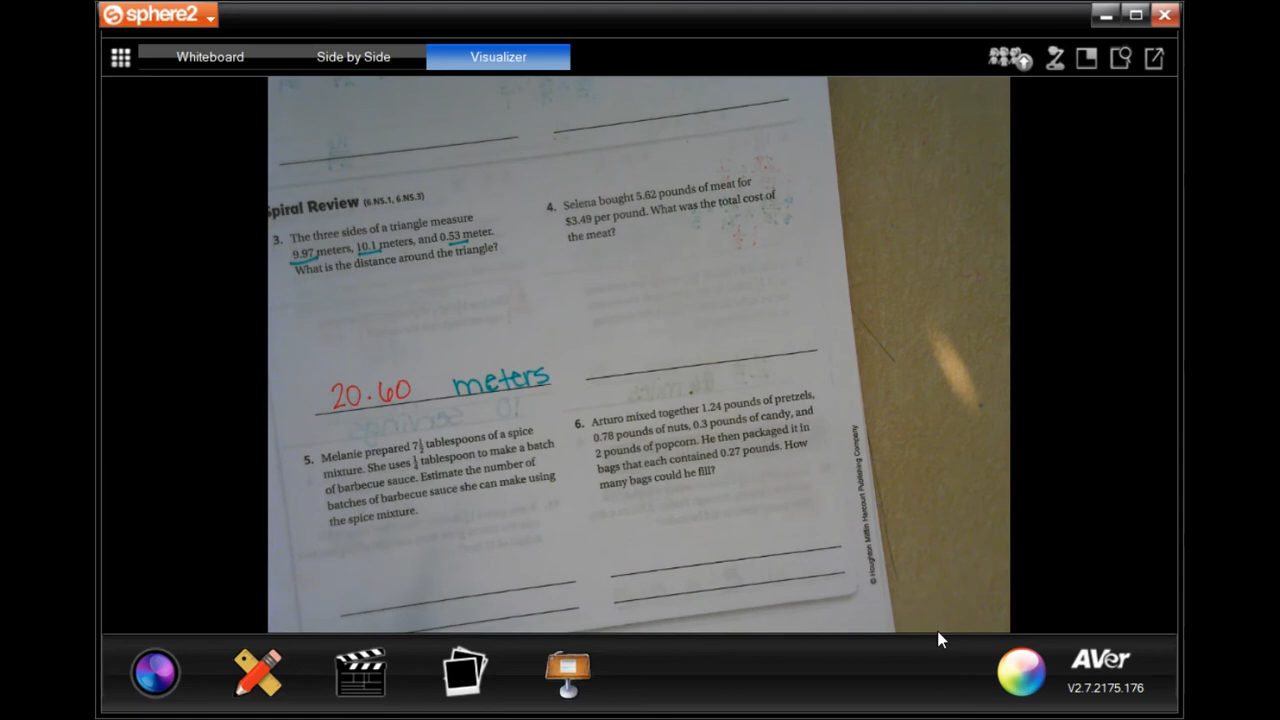 sphere2
Whiteboard
Side by Side
Visualizer
Spiral Review (6.NS.1, 6.NS.3)
3. The three sides of a triangle measure
9.97 meters, 10.1 meters, and 0.53 meter.
What is the distance around the triangle?
20.60 meters
4. Selena bought 5.62 pounds of meat for
$3.49 per pound. What was the total cost of
the meat?
5. Melanie prepared 7½ tablespoons of a spice
mixture. She uses ¼ tablespoon to make a batch
of barbecue sauce. Estimate the number of
batches of barbecue sauce she can make using
the spice mixture.
6. Arturo mixed together 1.24 pounds of pretzels,
0.78 pounds of nuts, 0.3 pounds of candy, and
2 pounds of popcorn. He then packaged it in
bags that each contained 0.27 pounds. How
many bags could he fill?
© Houghton Mifflin Harcourt Publishing Company
AVer
V2.7.2175.176